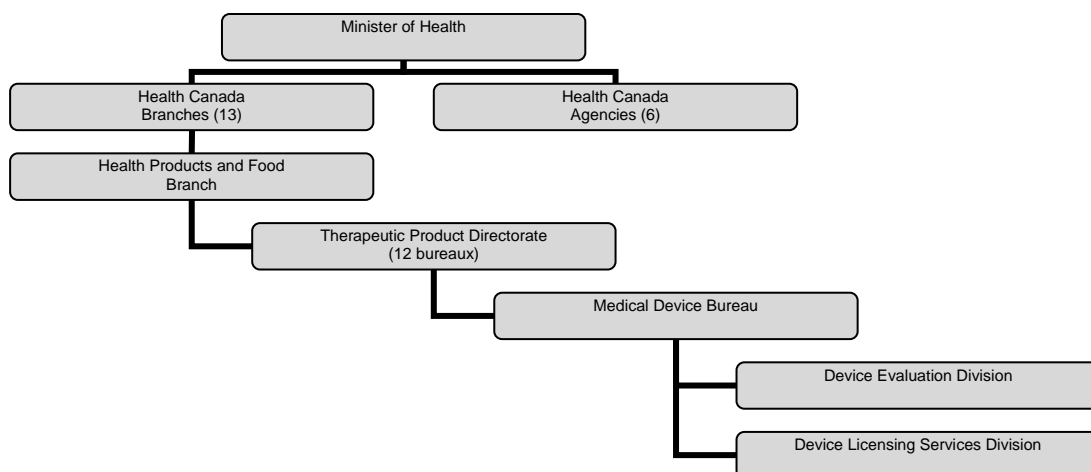 Minister of Health
Health Canada
Branches (13)
Health Canada
Agencies (6)
Health Products and Food
Branch
Therapeutic Product Directorate
(12 bureaux)
Medical Device Bureau
Device Evaluation Division
Device Licensing Services Division